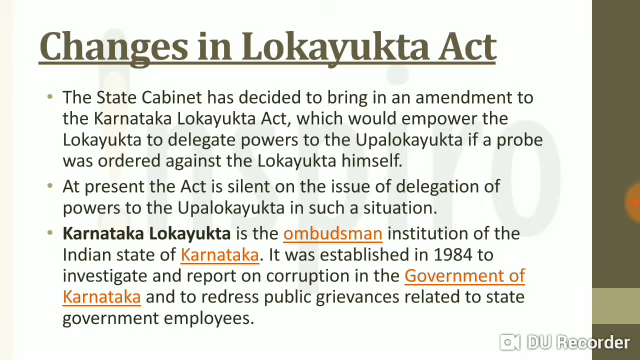 Changes in Lokayukta Act
• The State Cabinet has decided to bring in an amendment to
the Karnataka Lokayukta Act, which would empower the
Lokayukta to delegate powers to the Upalokayukta if a probe
was ordered against the Lokayukta himself.
• At present the Act is silent on the issue of delegation of
powers to the Upalokayukta in such a situation.
• Karnataka Lokayukta is the ombudsman institution of the
Indian state of Karnataka. It was established in 1984 to
investigate and report on corruption in the Government of
Karnataka and to redress public grievances related to state
government employees.
DU Recorder